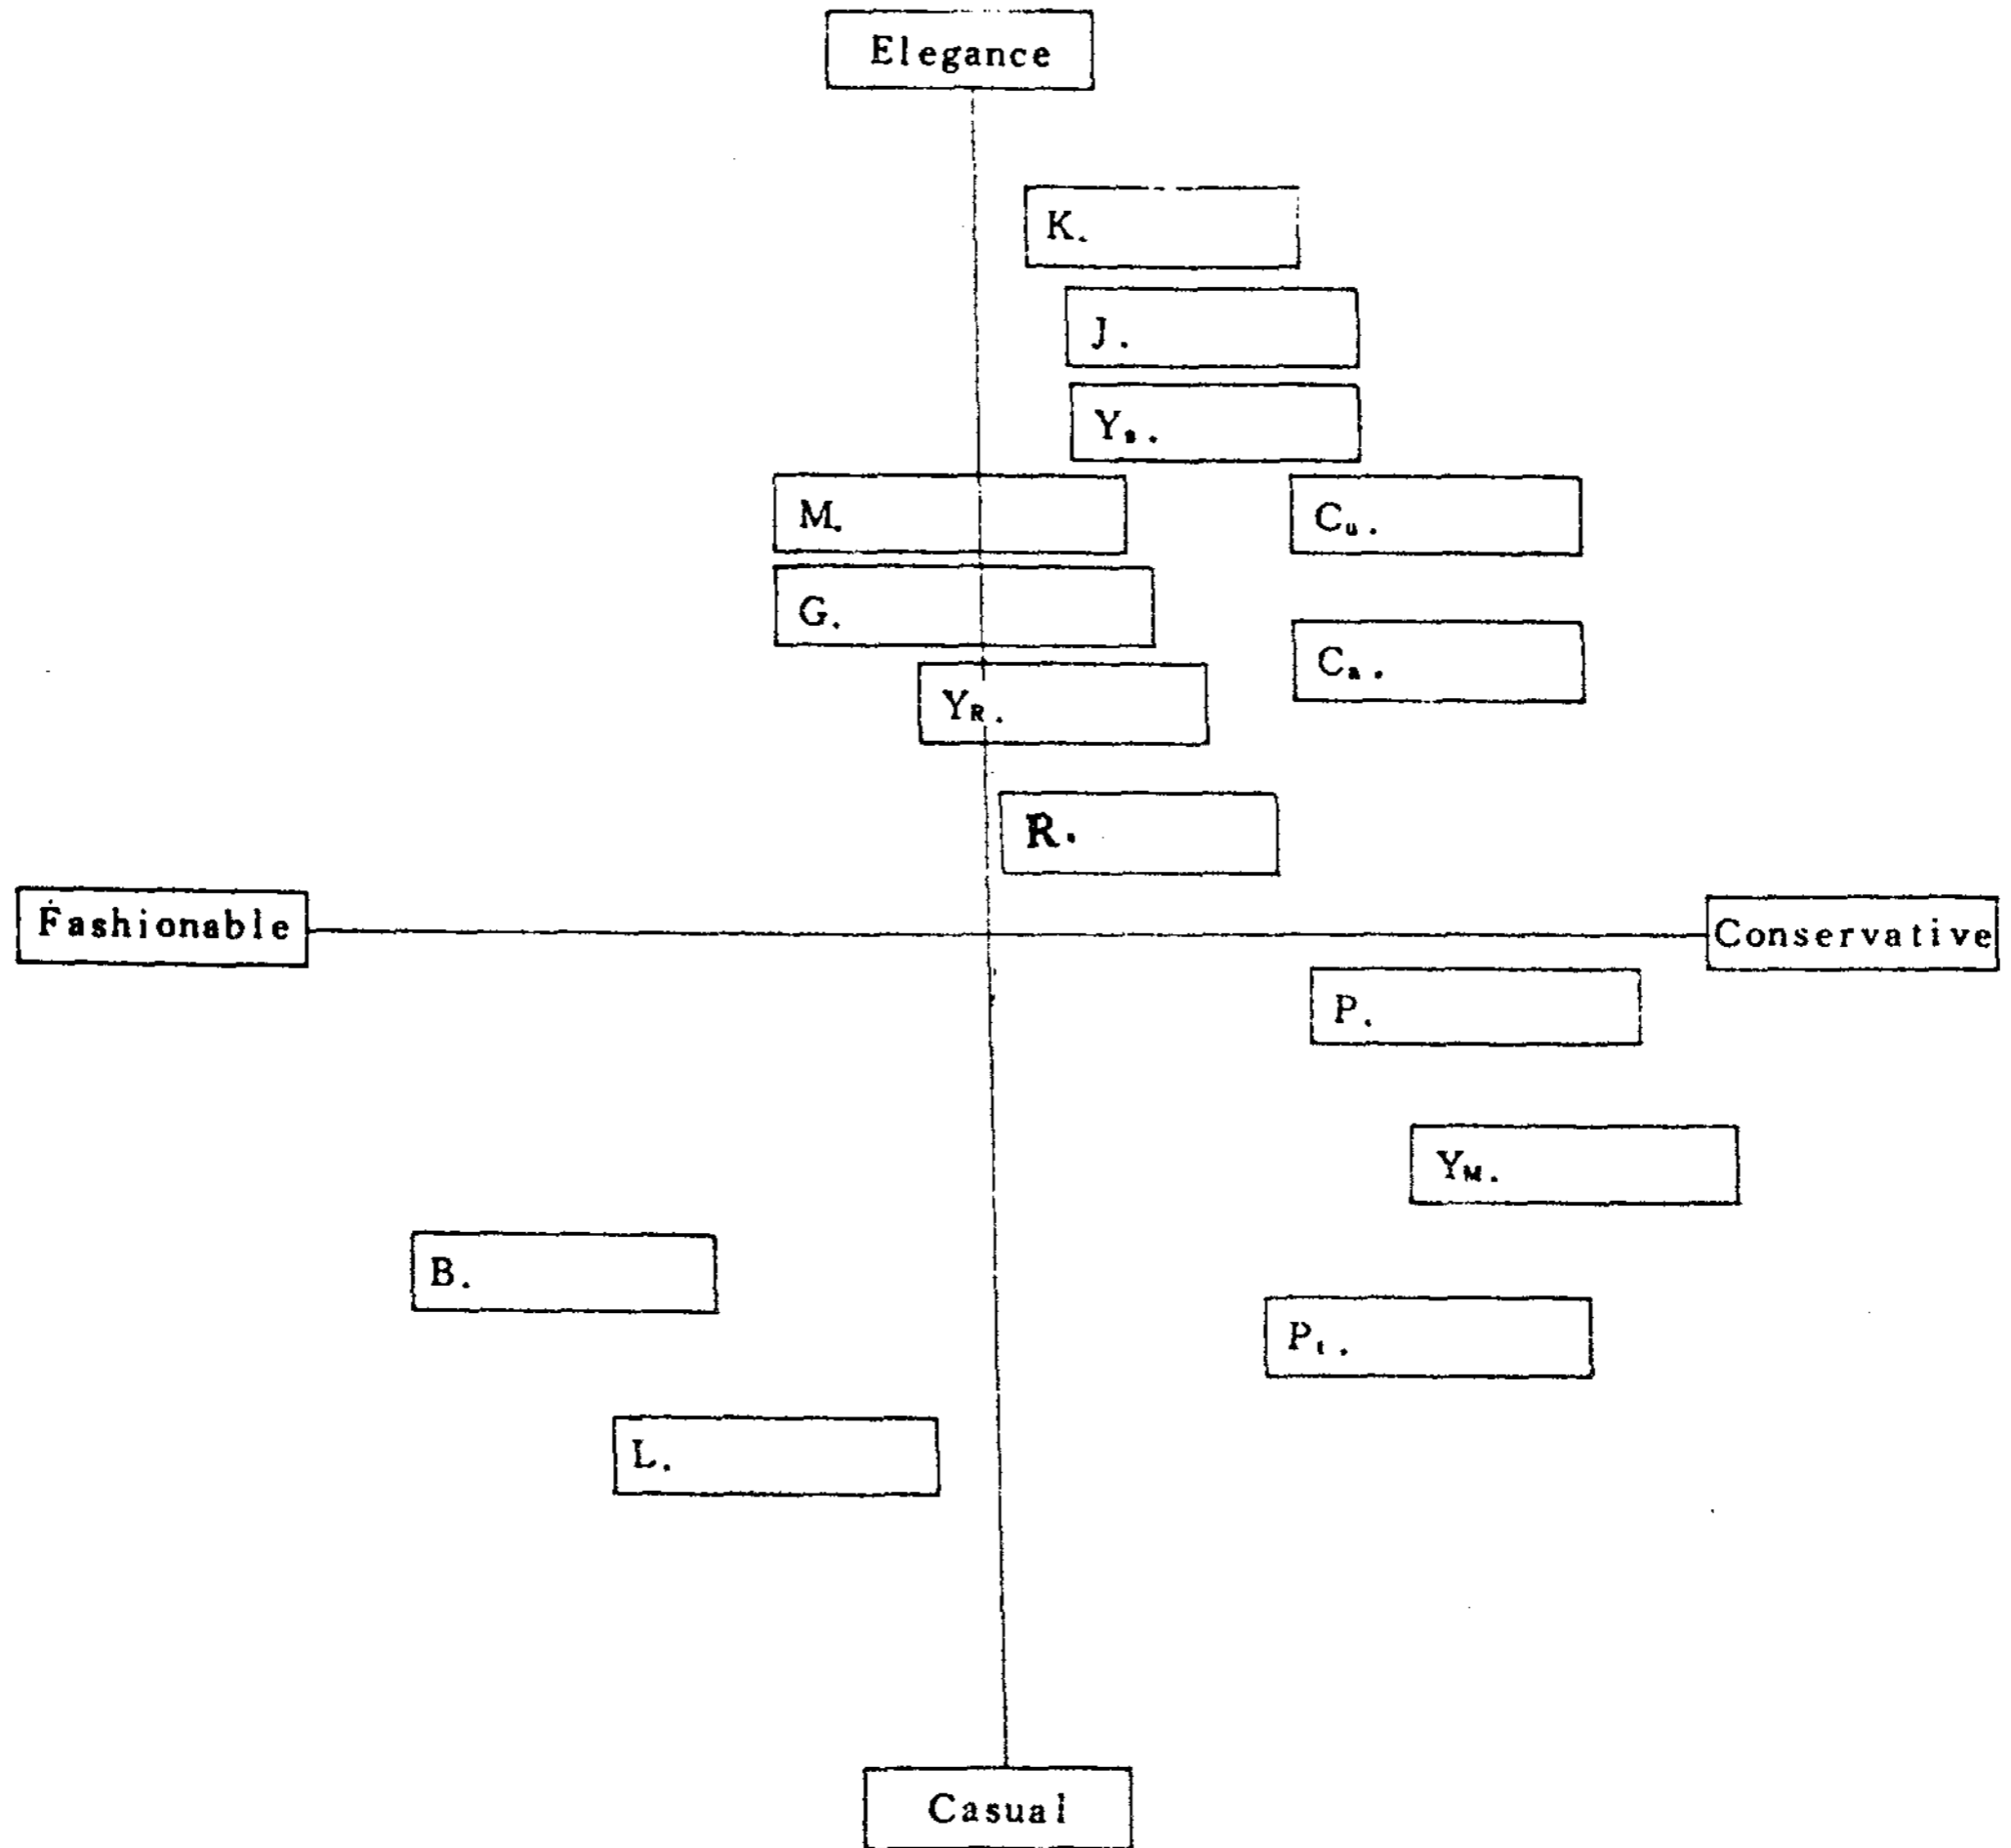 Elegance
K.
J.
Ys.
M.
Cu.
G.
Ca.
YR.
R.
Fashionable
Conservative
P.
YM.
B.
Pt.
L.
Casual